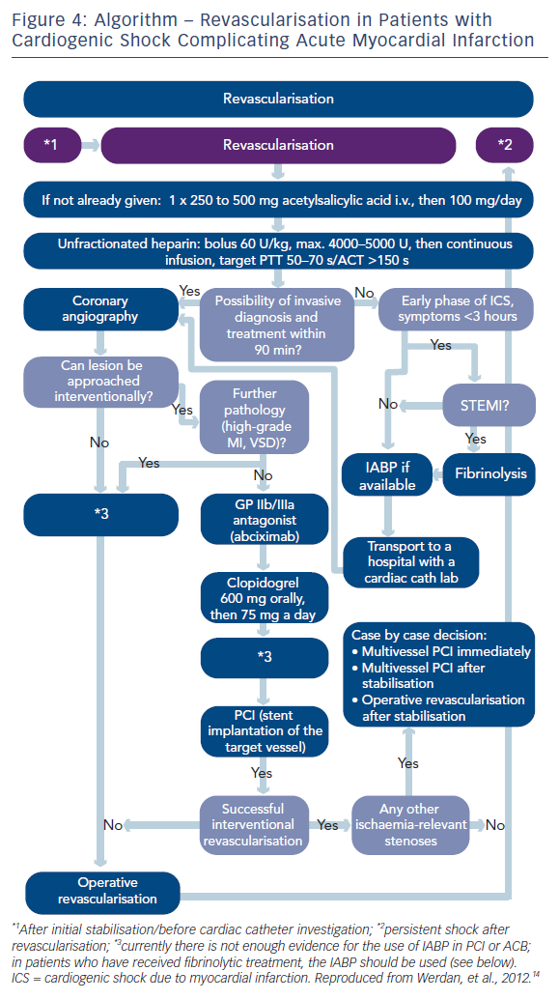 Figure 4: Algorithm – Revascularisation in Patients with
Cardiogenic Shock Complicating Acute Myocardial Infarction
Revascularisation
*1
Revascularisation
*2
If not already given: 1 x 250 to 500 mg acetylsalicylic acid i.v., then 100 mg/day
Unfractionated heparin: bolus 60 U/kg, max. 4000–5000 U, then continuous
infusion, target PTT 50–70 s/ACT >150 s
Coronary
angiography
Yes
Possibility of invasive
diagnosis and
treatment within
90 min?
No
Early phase of ICS,
symptoms <3 hours
Yes
Can lesion be
approached
interventionally?
Yes
Further
pathology
(high-grade
MI, VSD)?
No
STEMI?
Yes
No
Yes
No
IABP if
available
Fibrinolysis
*3
GP IIb/IIIa
antagonist
(abciximab)
Transport to a
hospital with a
cardiac cath lab
Clopidogrel
600 mg orally,
then 75 mg a day
*3
Case by case decision:
• Multivessel PCI immediately
• Multivessel PCI after
stabilisation
• Operative revascularisation
after stabilisation
PCI (stent
implantation of the
target vessel)
Yes
Yes
No
Successful
interventional
revascularisation
Yes
Any other
ischaemia-relevant
stenoses
No
Operative
revascularisation
*1After initial stabilisation/before cardiac catheter investigation; *2persistent shock after
revascularisation; *3currently there is not enough evidence for the use of IABP in PCI or ACB;
in patients who have received fibrinolytic treatment, the IABP should be used (see below).
ICS = cardiogenic shock due to myocardial infarction. Reproduced from Werdan, et al., 2012.14